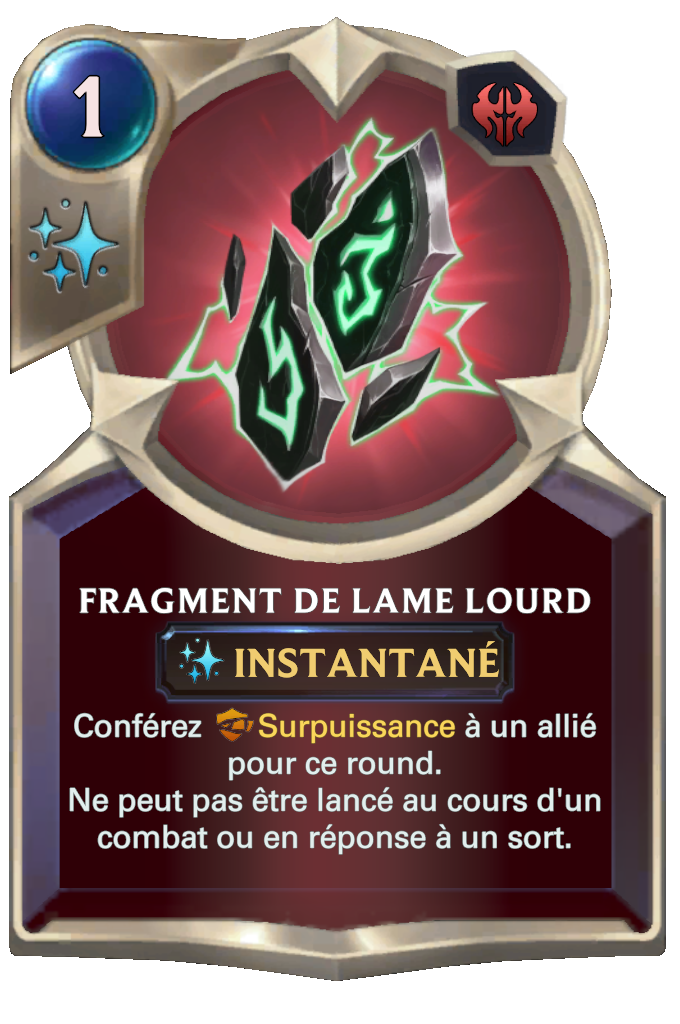 1
FRAGMENT DE LAME LOURD
INSTANTANÉ
Conférez Surpuissance à un allié
pour ce round.
Ne peut pas être lancé au cours d'un
combat ou en réponse à un sort.